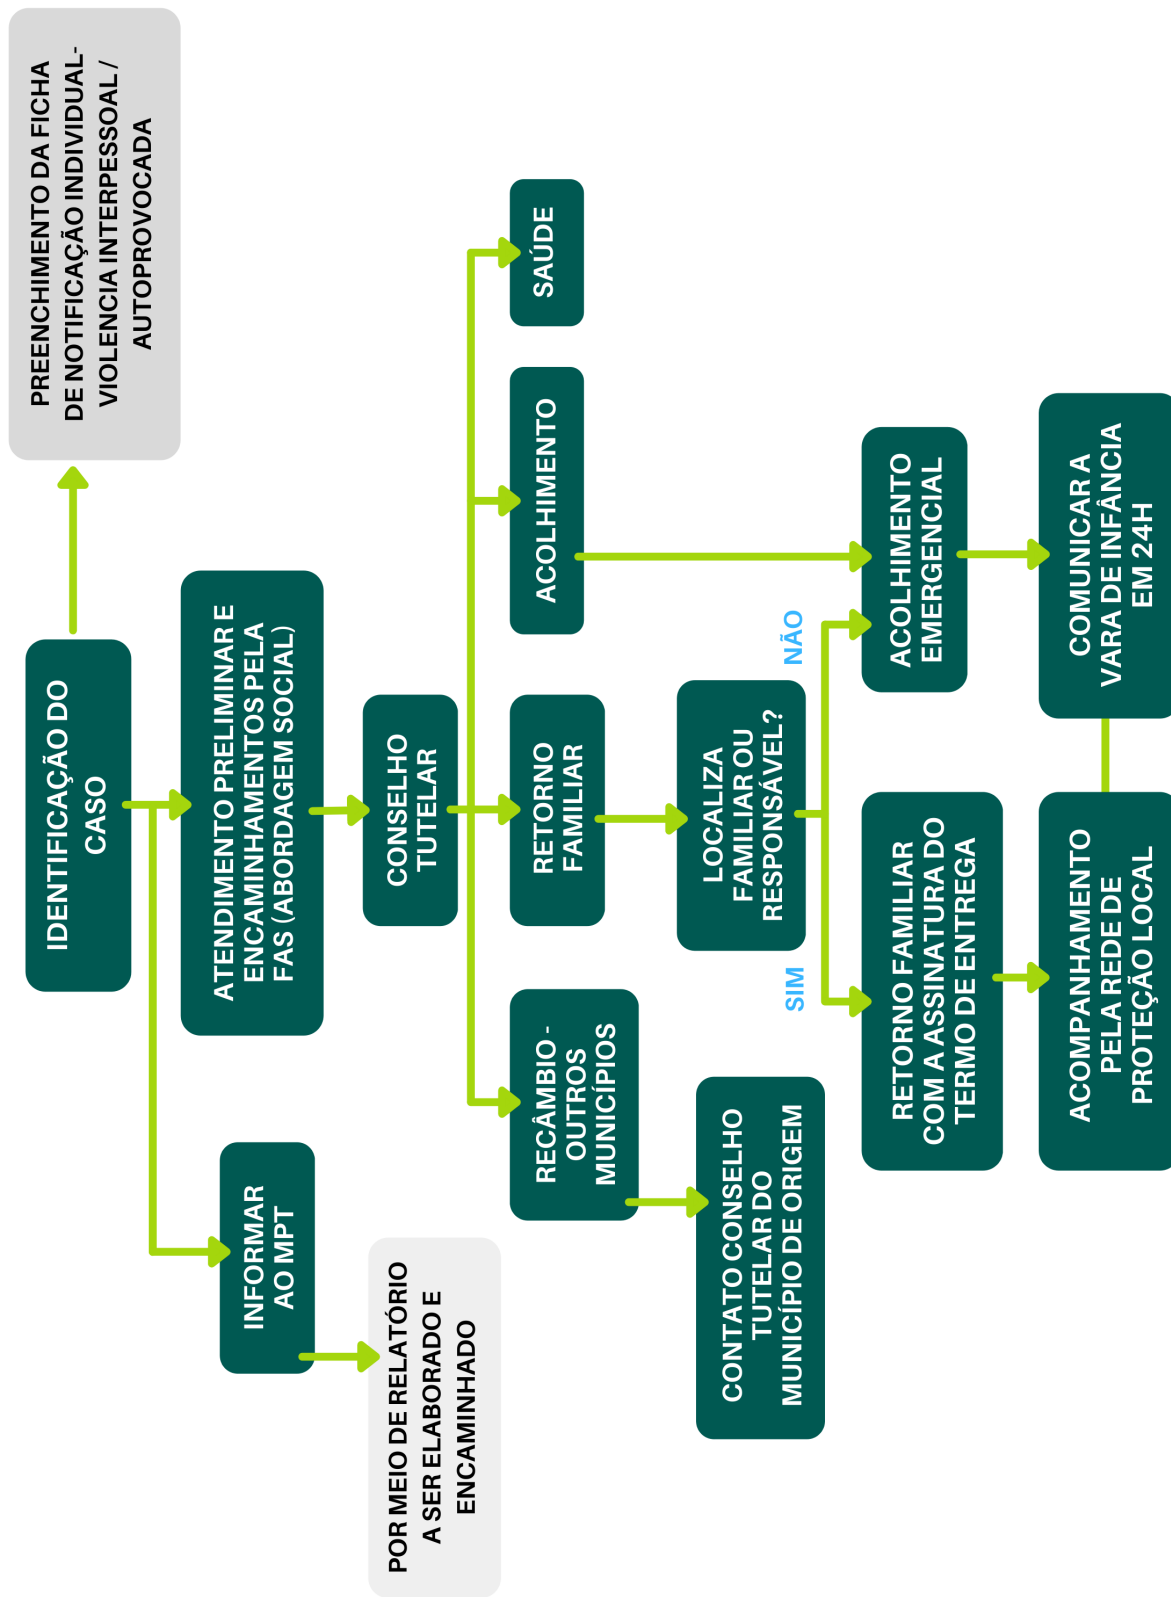 IDENTIFICAÇÃO DO
CASO
PREENCHIMENTO DA FICHA
DE NOTIFICAÇÃO INDIVIDUAL-
VIOLENCIA INTERPESSOAL /
AUTOPROVOCADA
INFORMAR
AO MPT
ATENDIMENTO PRELIMINAR E
ENCAMINHAMENTOS PELA
FAS (ABORDAGEM SOCIAL)
POR MEIO DE RELATÓRIO
A SER ELABORADO E
ENCAMINHADO
CONSELHO
TUTELAR
RECÂMBIO -
OUTROS
MUNICÍPIOS
RETORNO
FAMILIAR
ACOLHIMENTO
SAÚDE
CONTATO CONSELHO
TUTELAR DO
MUNICÍPIO DE ORIGEM
LOCALIZA
FAMILIAR OU
RESPONSÁVEL?
SIM
NÃO
RETORNO FAMILIAR
COM A ASSINATURA DO
TERMO DE ENTREGA
ACOLHIMENTO
EMERGENCIAL
ACOMPANHAMENTO
PELA REDE DE
PROTEÇÃO LOCAL
COMUNICAR A
VARA DE INFÂNCIA
EM 24H